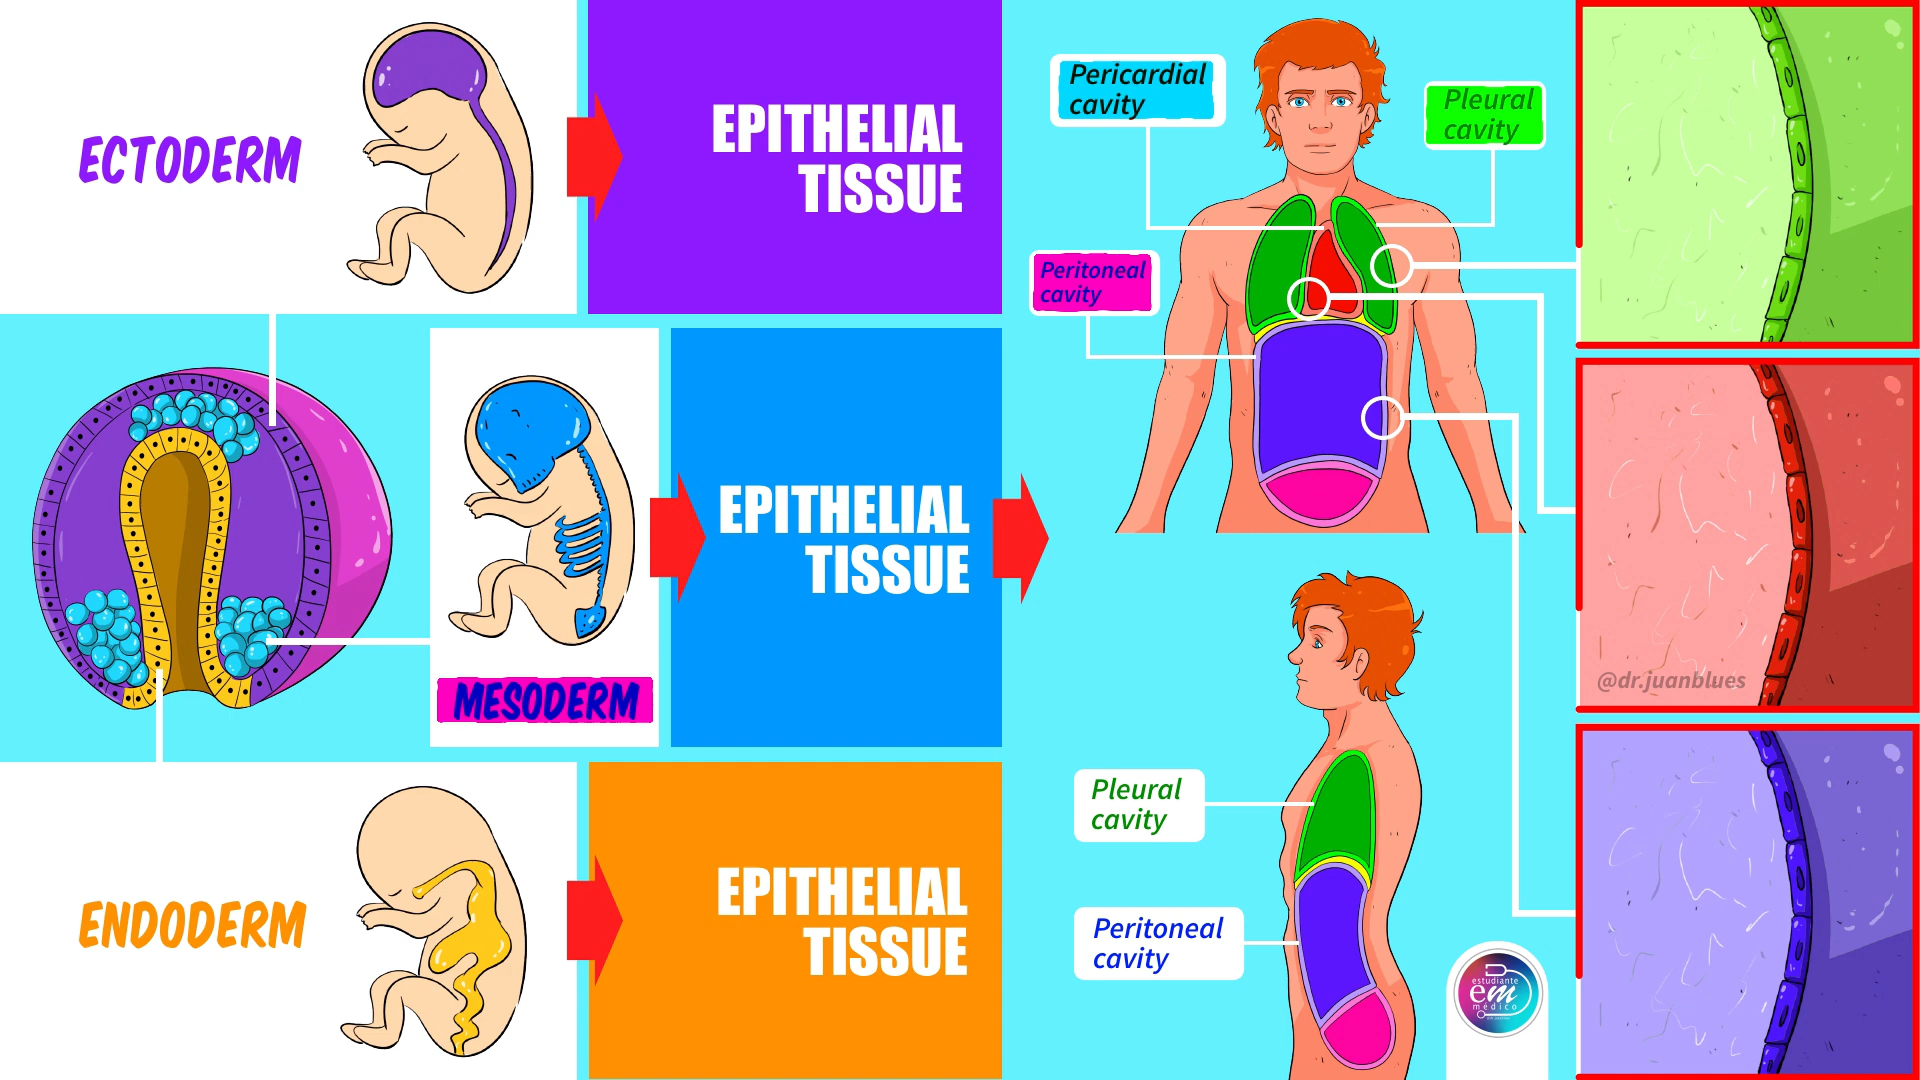 ECTODERM
EPITHELIAL
TISSUE
MESODERM
EPITHELIAL
TISSUE
ENDODERM
EPITHELIAL
TISSUE
Pericardial
cavity
Pleural
cavity
Peritoneal
cavity
Pleural
cavity
Peritoneal
cavity
@dr.juanblues
estudiante
em
médico